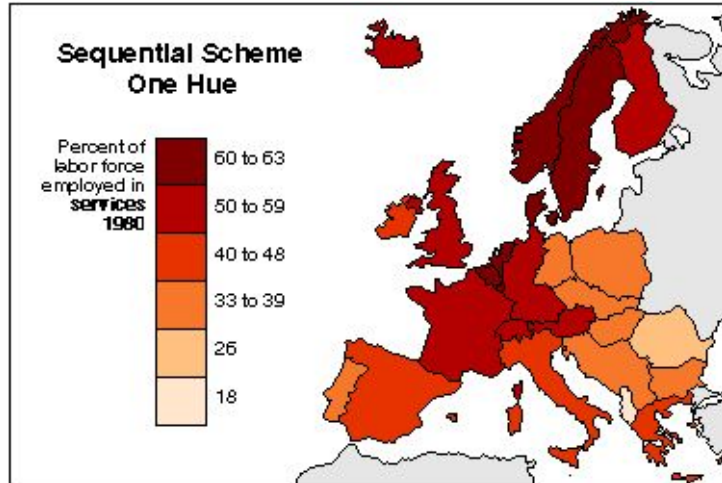 Sequential Scheme
One Hue
Percent of
labor force
employed in
services
1980
60 to 63
50 to 59
40 to 48
33 to 39
26
18